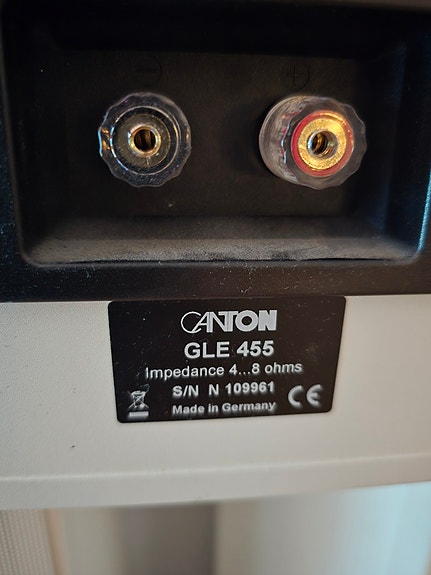 - +
CANTON
GLE 455
Impedance 4...8 ohms
S/N N 109961
Made in Germany CE